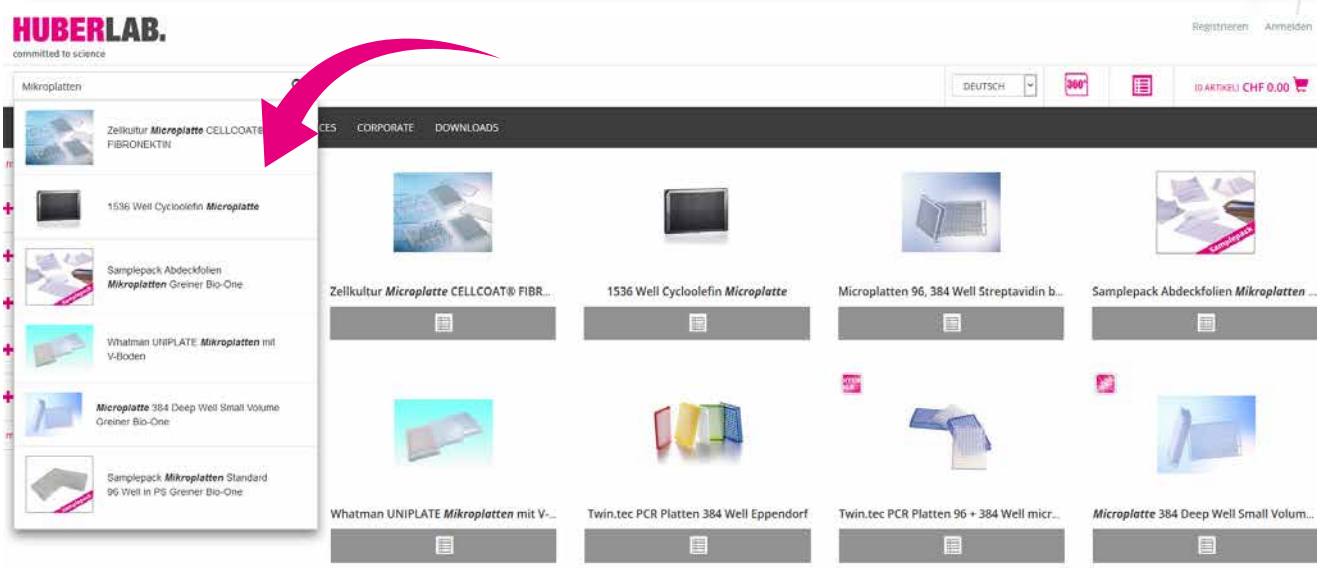 HUBERLAB.
committed to science
Registrieren Anmelden
Mikroplatten
DEUTSCH
360°
(0 ARTIKEL) CHF 0.00
CES CORPORATE DOWNLOADS
Zellkultur Microplatte CELLCOAT®
FIBRONEKTIN
1536 Well Cycloolefin Microplatte
Samplepack Abdeckfolien
Mikroplatten Greiner Bio-One
Whatman UNIPLATE Mikroplatten mit
V-Boden
Microplatte 384 Deep Well Small Volume
Greiner Bio-One
Samplepack Mikroplatten Standard
96 Well in PS Greiner Bio-One
Samplepack
Zellkultur Microplatte CELLCOAT® FIBR...
1536 Well Cycloolefin Microplatte
Microplatten 96, 384 Well Streptavidin b...
Samplepack Abdeckfolien Mikroplatten ...
Whatman UNIPLATE Mikroplatten mit V-...
Twin.tec PCR Platten 384 Well Eppendorf
Twin.tec PCR Platten 96 + 384 Well micr...
Microplatte 384 Deep Well Small Volum...